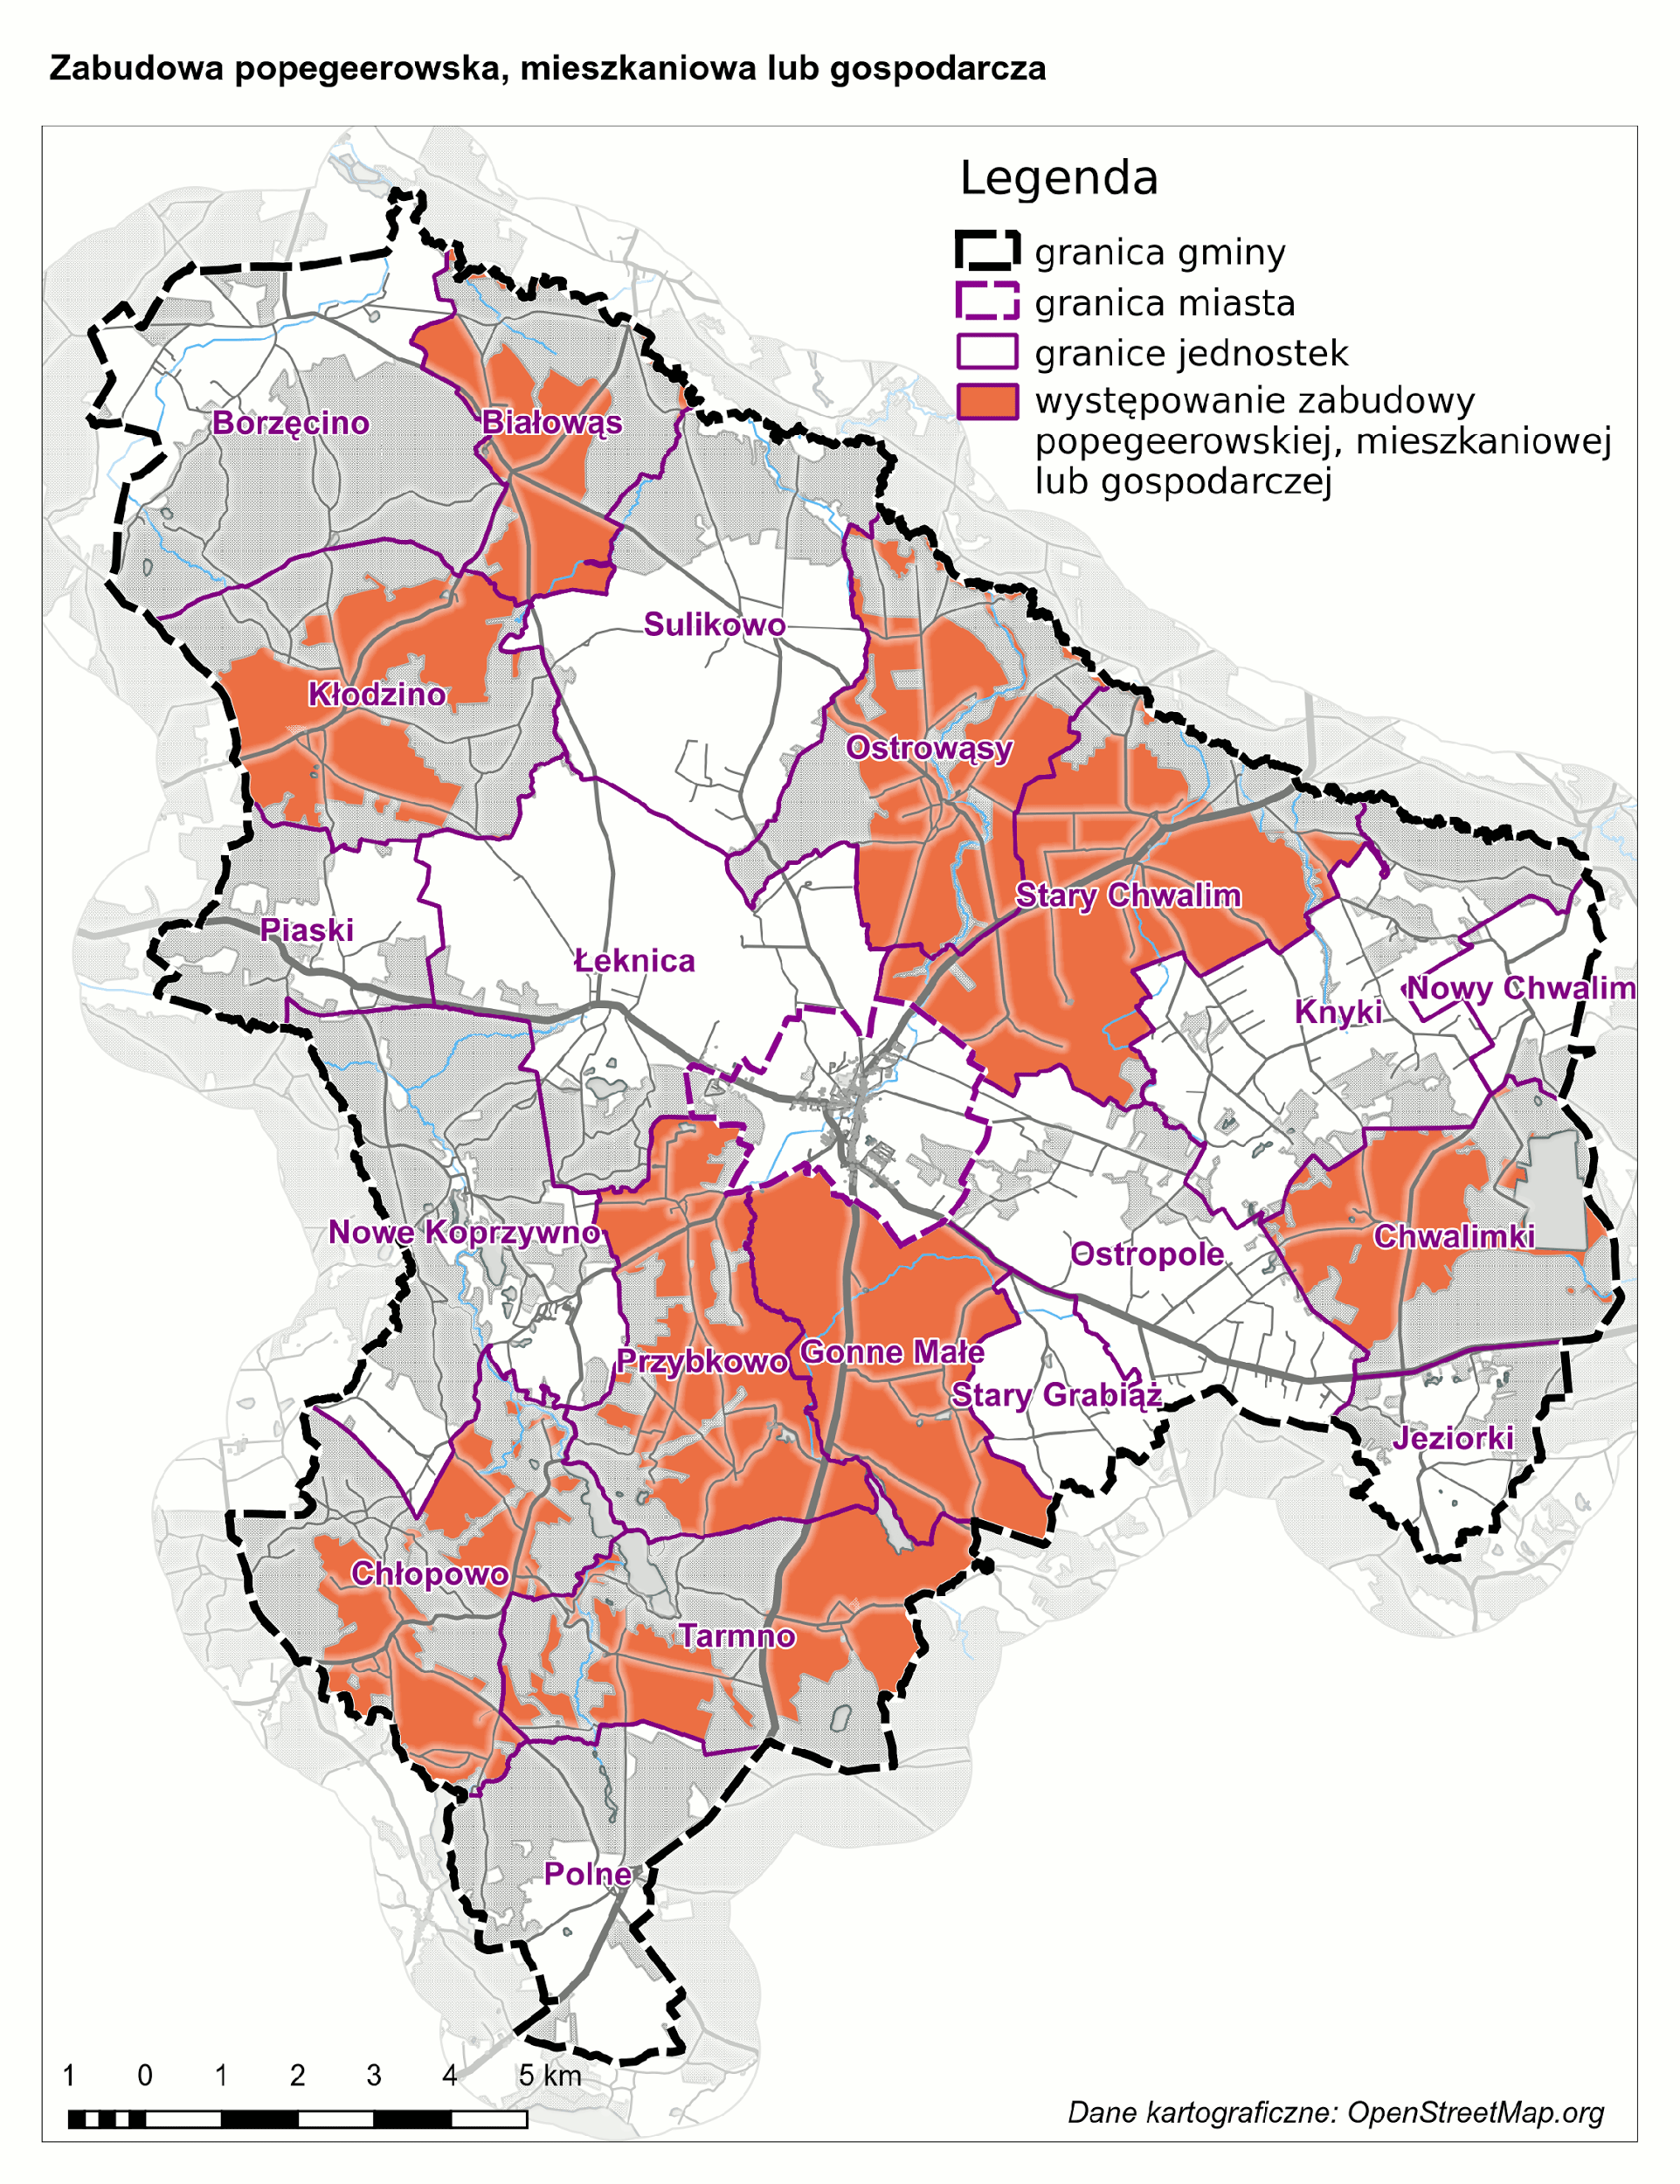 Zabudowa popegeerowska, mieszkaniowa lub gospodarcza
Legenda
granica gminy
granica miasta
granice jednostek
występowanie zabudowy
popegeerowskiej, mieszkaniowej
lub gospodarczej
Borzęcino
Białowąs
Sulikowo
Kłodzino
Ostrowąsy
Stary Chwalim
Piaski
Łeknica
Nowy Chwalim
Knyki
Nowe Koprzywno
Chwalimki
Ostropole
Gonne Małe
Przybkowo
Stary Grabiąż
Jeziorki
Chłopowo
Tarmno
Polne
1 0 1 2 3 4 5 km
Dane kartograficzne: OpenStreetMap.org